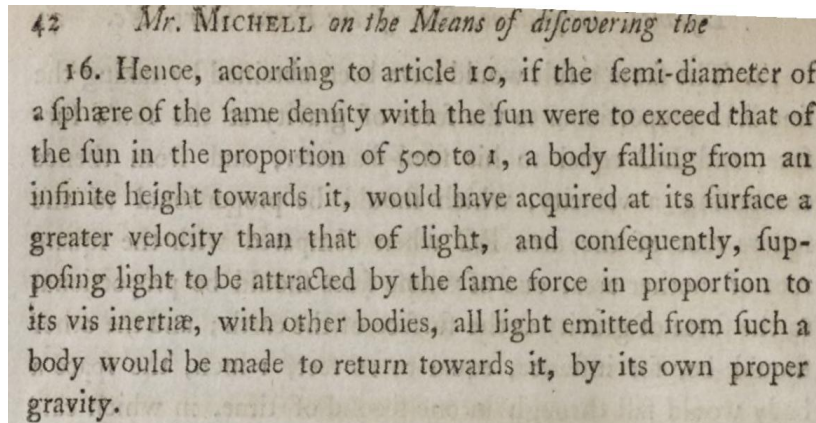 42 Mr. MICHELL on the Means of diſcovering the
16. Hence, according to article 10, if the ſemi-diameter of
a ſphære of the ſame denſity with the ſun were to exceed that of
the ſun in the proportion of 500 to 1, a body falling from an
infinite height towards it, would have acquired at its ſurface a
greater velocity than that of light, and conſequently, ſup-
poſing light to be attracted by the ſame force in proportion to
its vis inertiæ, with other bodies, all light emitted from ſuch a
body would be made to return towards it, by its own proper
gravity.